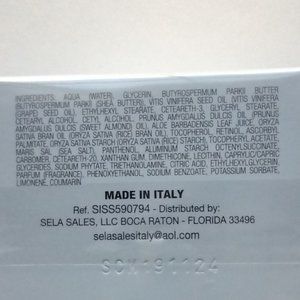 INGREDIENTS. AQUA (WATER), GLYCERIN, BUTYROSPERMUM PARKII BUTTER
(BUTYROSPERMUM PARKII) (SHEA BUTTER), VITIS VINIFERA SEED OIL (VITIS VINIFERA
(GRAPE) SEED OIL), ETHYLHEXYL STEARATE, CETEARETH-3, GLYCERYL STEARATE,
CETEARYL ALCOHOL, CETYL ALCOHOL, PRUNUS AMYGDALUS DULCIS OIL (PRUNUS
AMYGDALUS DULCIS (SWEET ALMOND) OIL), ALOE BARBADENSIS LEAF JUICE, ORYZA
SATIVA BRAN OIL (ORYZA SATIVA (RICE) BRAN OIL), TOCOPHEROL, RETINOL, ASCORBYL
PALMITATE, ORYZA SATIVA STARCH (ORYZA SATIVA (RICE) STARCH), TOCOPHERYL ACETATE,
MARIS SAL (SEA SALT), PANTHENOL, ALUMINUM STARCH OCTENYLSUCCINATE,
CARBOMER, CETEARETH-20, XANTHAN GUM, DIMETHICONE, LECITHIN, CAPRYLIC/CAPRIC
GLYCERIDES, SODIUM PHYTATE, TRIETHANOLAMINE, CITRIC ACID, ETHYLHEXYLGLYCERIN,
PARFUM (FRAGRANCE), PHENOXYETHANOL, SODIUM BENZOATE, POTASSIUM SORBATE,
LIMONENE, COUMARIN
MADE IN ITALY
Ref. SISS590794 - Distributed by:
SELA SALES, LLC BOCA RATON - FLORIDA 33496
selasalesitaly@aol.com